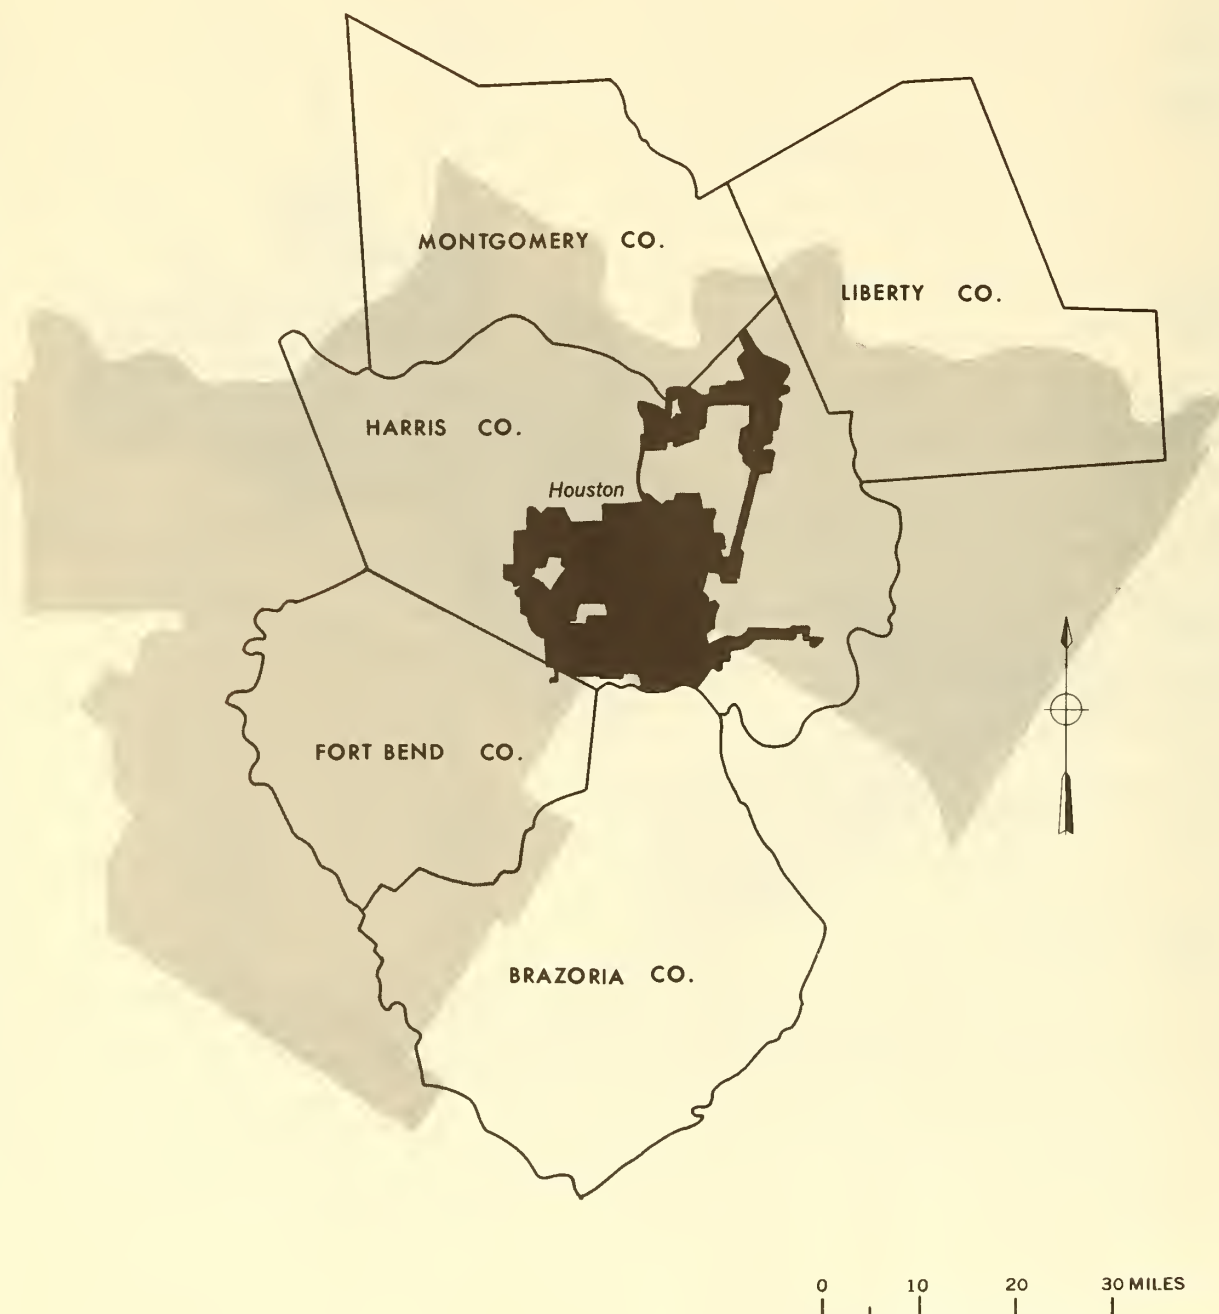 MONTGOMERY CO.
LIBERTY CO.
HARRIS CO.
Houston
FORT BEND CO.
BRAZORIA CO.
0 10 20 30 MILES